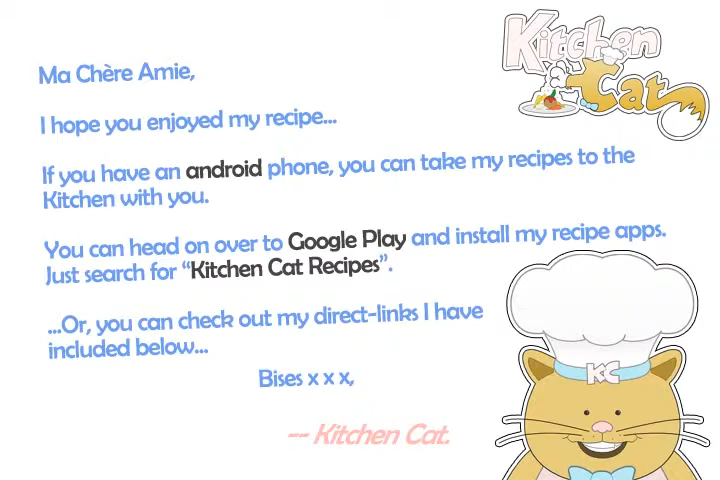 Kitchen
Cat
Ma Chère Amie,
I hope you enjoyed my recipe...
If you have an android phone, you can take my recipes to the
Kitchen with you.
You can head on over to Google Play and install my recipe apps.
Just search for “Kitchen Cat Recipes”.
...Or, you can check out my direct-links I have
included below...
Bises x x x,
-- Kitchen Cat.
KC